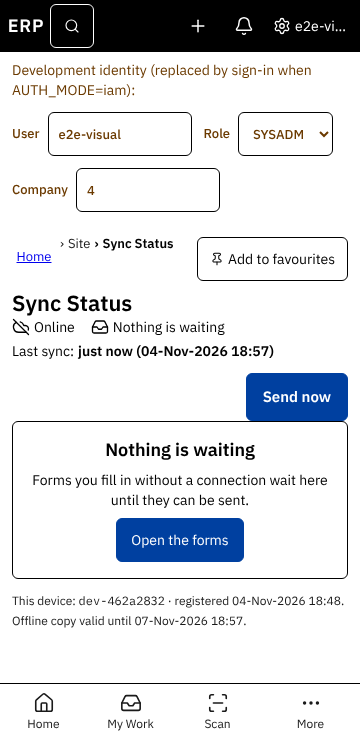 ERP
e2e-vi...
Development identity (replaced by sign-in when
AUTH_MODE=iam):
User e2e-visual Role SYSADM
Company 4
Home › Site › Sync Status
Add to favourites
Sync Status
Online Nothing is waiting
Last sync: just now (04-Nov-2026 18:57)
Send now
Nothing is waiting
Forms you fill in without a connection wait here
until they can be sent.
Open the forms
This device: dev-462a2832 · registered 04-Nov-2026 18:48.
Offline copy valid until 07-Nov-2026 18:57.
Home My Work Scan More